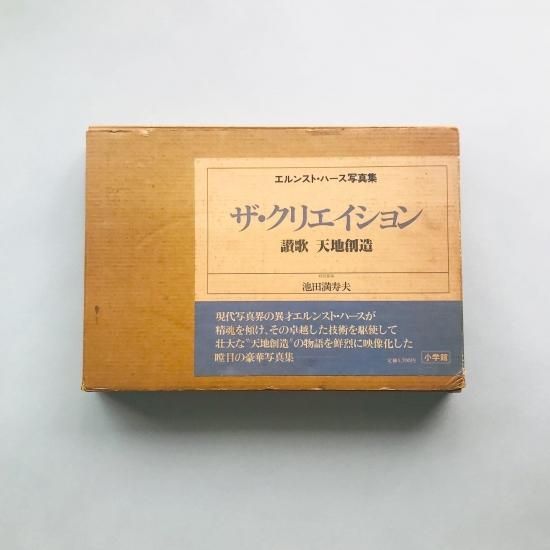 エルンスト・ハース写真集
ザ・クリエイション
讃歌 天地創造
池田満寿夫
現代写真界の異才エルンスト・ハースが
精魂を傾け、その卓越した技術を駆使して
壮大な“天地創造”の物語を鮮烈に映像化した
瞠目の豪華写真集
小学館